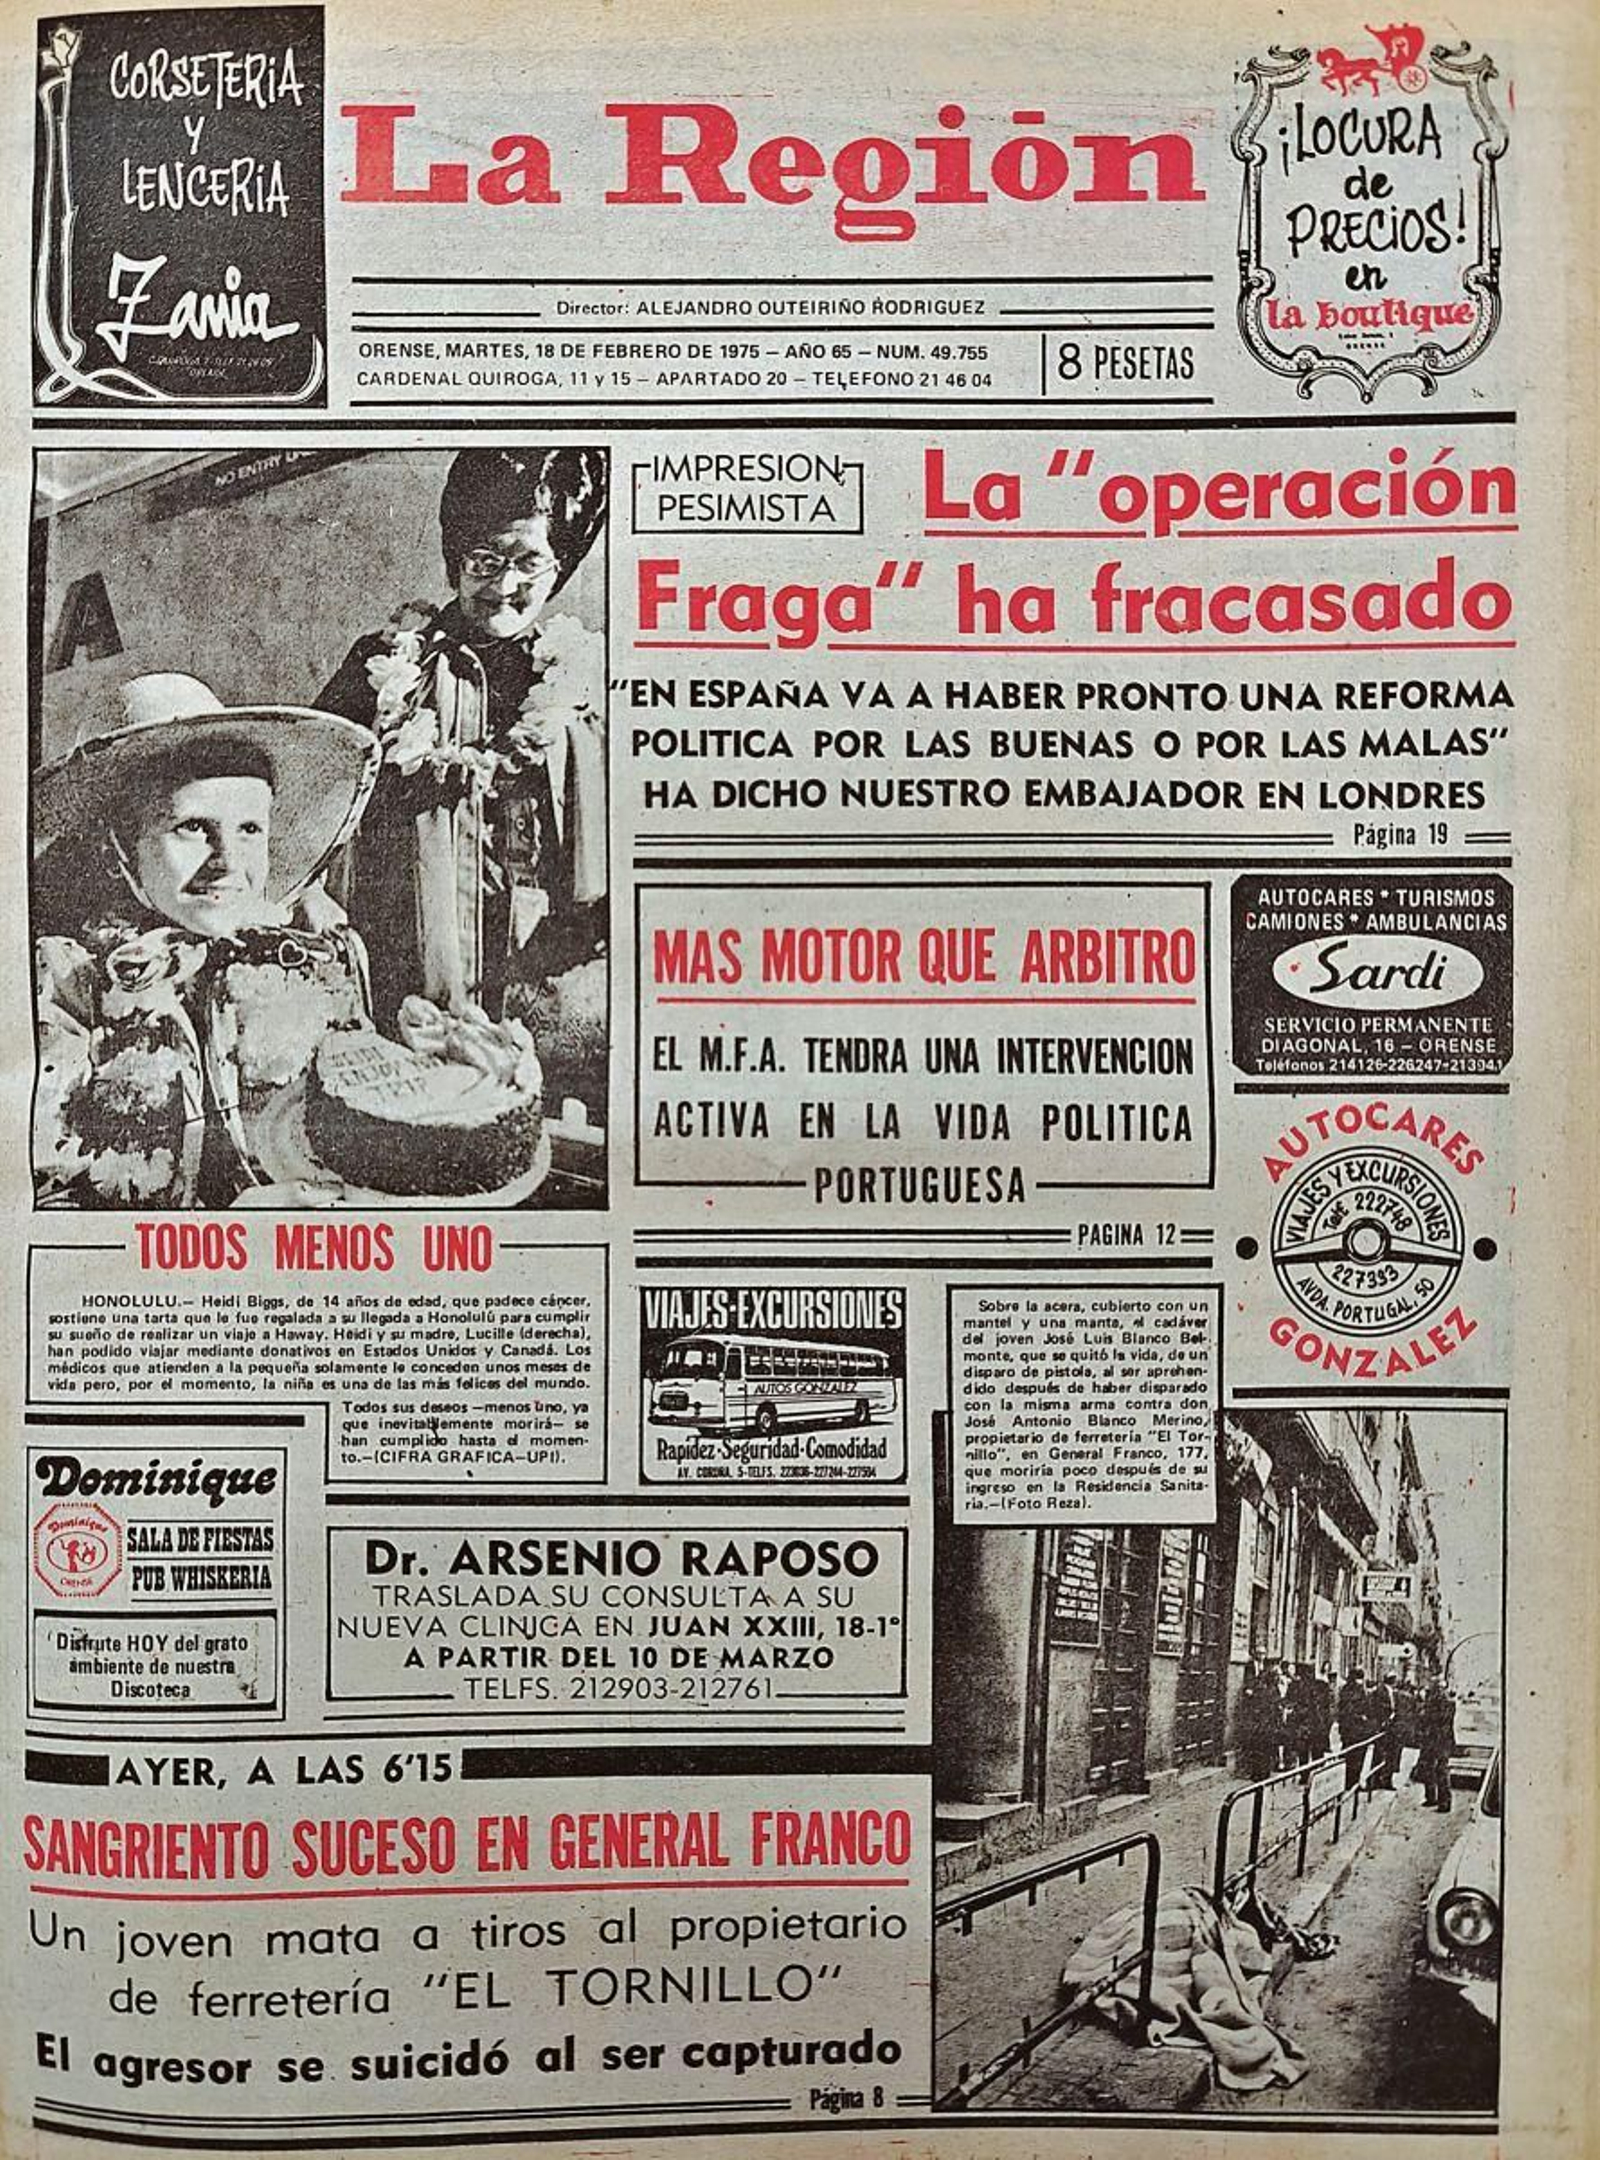 CORSETERIA
Y
LENCERIA
Zania
La Región
¡LOCURA
de
PRECIOS!
en
la boutique
ORENSE
Director: ALEJANDRO OUTEIRIÑO RODRIGUEZ
ORENSE, MARTES, 18 DE FEBRERO DE 1975 — AÑO 65 — NUM. 49.755
CARDENAL QUIROGA, 11 y 15 — APARTADO 20 — TELEFONO 21 46 04
8 PESETAS
NO ENTRY
A
IMPRESION
PESIMISTA
La "operación
Fraga" ha fracasado
"EN ESPAÑA VA A HABER PRONTO UNA REFORMA
POLITICA POR LAS BUENAS O POR LAS MALAS"
HA DICHO NUESTRO EMBAJADOR EN LONDRES
Página 19
MAS MOTOR QUE ARBITRO
EL M.F.A. TENDRA UNA INTERVENCION
ACTIVA EN LA VIDA POLITICA
PORTUGUESA
PAGINA 12
AUTOCARES * TURISMOS
CAMIONES * AMBULANCIAS
Sardi
SERVICIO PERMANENTE
DIAGONAL, 16 — ORENSE
Teléfonos 214126-226247-213941
AUTOCARES
VIAJES Y EXCURSIONES
Telf. 222748
227393
AVDA. PORTUGAL, 50
GONZALEZ
TODOS MENOS UNO
HONOLULU.— Heidi Biggs, de 14 años de edad, que padece cáncer,
sostiene una tarta que le fue regalada a su llegada a Honolulú para cumplir
su sueño de realizar un viaje a Haway. Heidi y su madre, Lucille (derecha),
han podido viajar mediante donativos en Estados Unidos y Canadá. Los
médicos que atienden a la pequeña solamente le conceden unos meses de
vida pero, por el momento, la niña es una de las más felices del mundo.
Todos sus deseos —menos uno, ya
que inevitablemente morirá— se
han cumplido hasta el momen-
to.—(CIFRA GRAFICA—UPI).
VIAJES-EXCURSIONES
AUTOS GONZALEZ
Rapidez-Seguridad-Comodidad
AV. CORUÑA, 5-TELFS. 223036-227244-227594
Sobre la acera, cubierto con un
mantel y una manta, el cadáver
del joven José Luis Blanco Bel-
monte, que se quitó la vida, de un
disparo de pistola, al ser aprehen-
dido después de haber disparado
con la misma arma contra don
José Antonio Blanco Merino,
propietario de ferretería "El Tor-
nillo", en General Franco, 177,
que moriría poco después de su
ingreso en la Residencia Sanita-
ria.—(Foto Reza).
Dominique
Dominique
ORENSE
SALA DE FIESTAS
PUB WHISKERIA
Disfrute HOY del grato
ambiente de nuestra
Discoteca
Dr. ARSENIO RAPOSO
TRASLADA SU CONSULTA A SU
NUEVA CLINICA EN JUAN XXIII, 18-1º
A PARTIR DEL 10 DE MARZO
TELFS. 212903-212761
AYER, A LAS 6'15
SANGRIENTO SUCESO EN GENERAL FRANCO
Un joven mata a tiros al propietario
de ferretería "EL TORNILLO"
El agresor se suicidó al ser capturado
Página 8